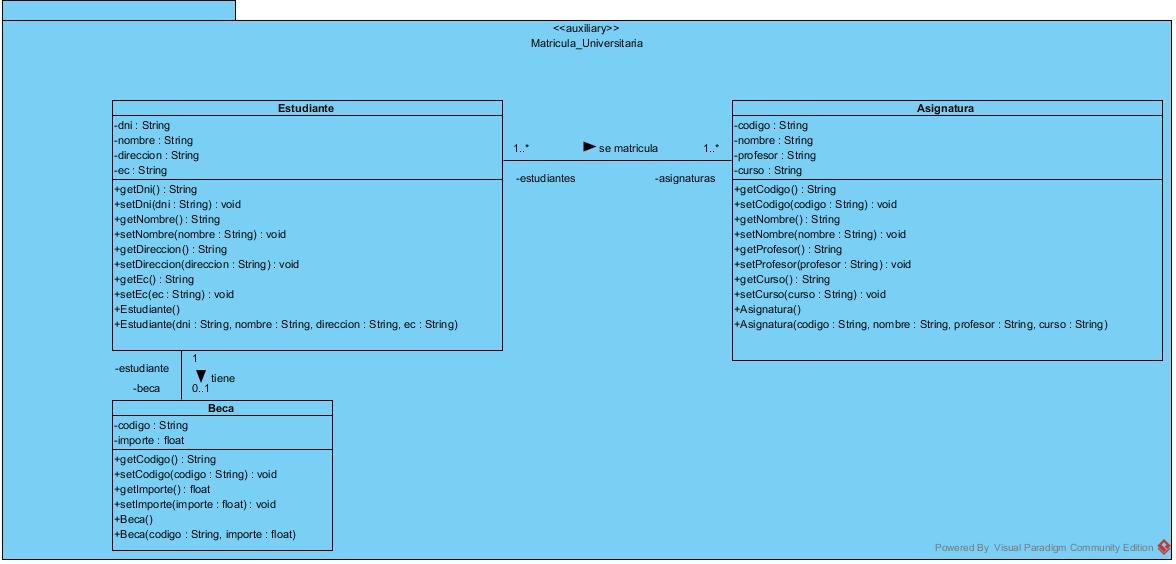 <<auxiliary>>
Matricula_Universitaria
Estudiante
-dni : String
-nombre : String
-direccion : String
-ec : String
+getDni() : String
+setDni(dni : String) : void
+getNombre() : String
+setNombre(nombre : String) : void
+getDireccion() : String
+setDireccion(direccion : String) : void
+getEc() : String
+setEc(ec : String) : void
+Estudiante()
+Estudiante(dni : String, nombre : String, direccion : String, ec : String)
1..*
se matricula
1..*
-estudiantes
-asignaturas
Asignatura
-codigo : String
-nombre : String
-profesor : String
-curso : String
+getCodigo() : String
+setCodigo(codigo : String) : void
+getNombre() : String
+setNombre(nombre : String) : void
+getProfesor() : String
+setProfesor(profesor : String) : void
+getCurso() : String
+setCurso(curso : String) : void
+Asignatura()
+Asignatura(codigo : String, nombre : String, profesor : String, curso : String)
1
-estudiante
tiene
-beca
0..1
Beca
-codigo : String
-importe : float
+getCodigo() : String
+setCodigo(codigo : String) : void
+getImporte() : float
+setImporte(importe : float) : void
+Beca()
+Beca(codigo : String, importe : float)
Powered By Visual Paradigm Community Edition